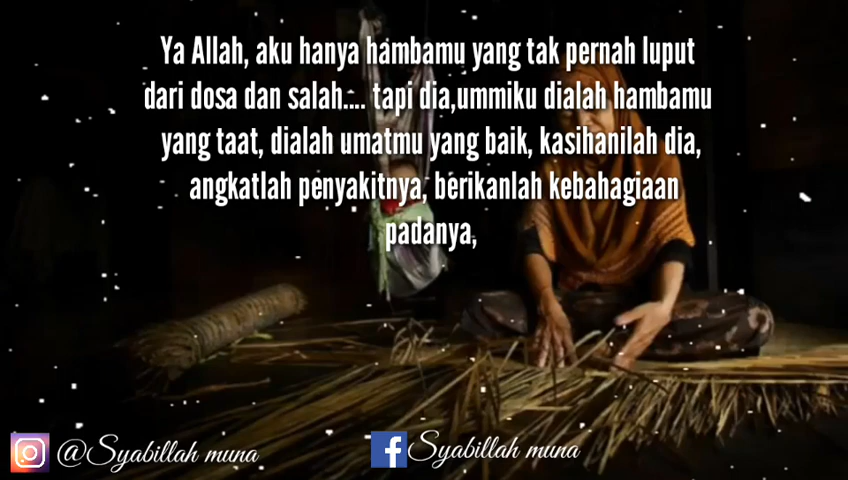 Ya Allah, aku hanya hambamu yang tak pernah luput
dari dosa dan salah.... tapi dia,ummiku dialah hambamu
yang taat, dialah umatmu yang baik, kasihanilah dia,
angkatlah penyakitnya, berikanlah kebahagiaan
padanya,
@Syabillah muna
Syabillah muna